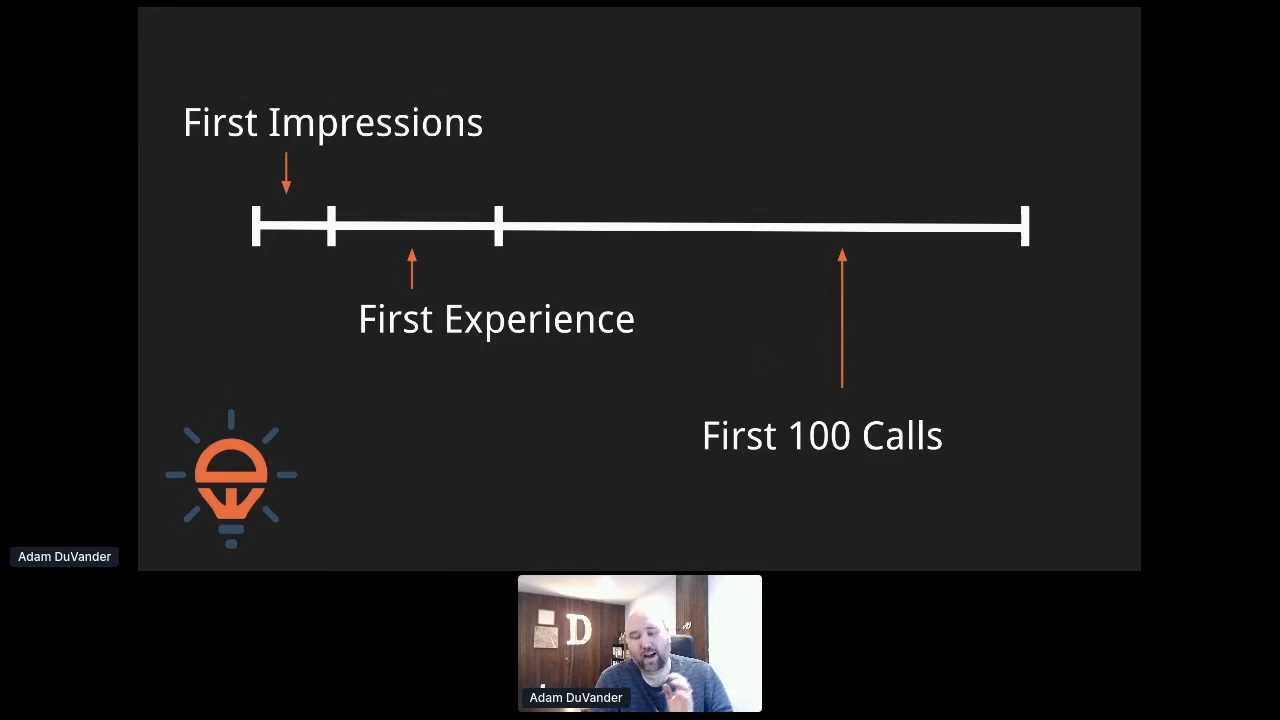 First Impressions
First Experience
First 100 Calls
Adam DuVander
D
Adam DuVander